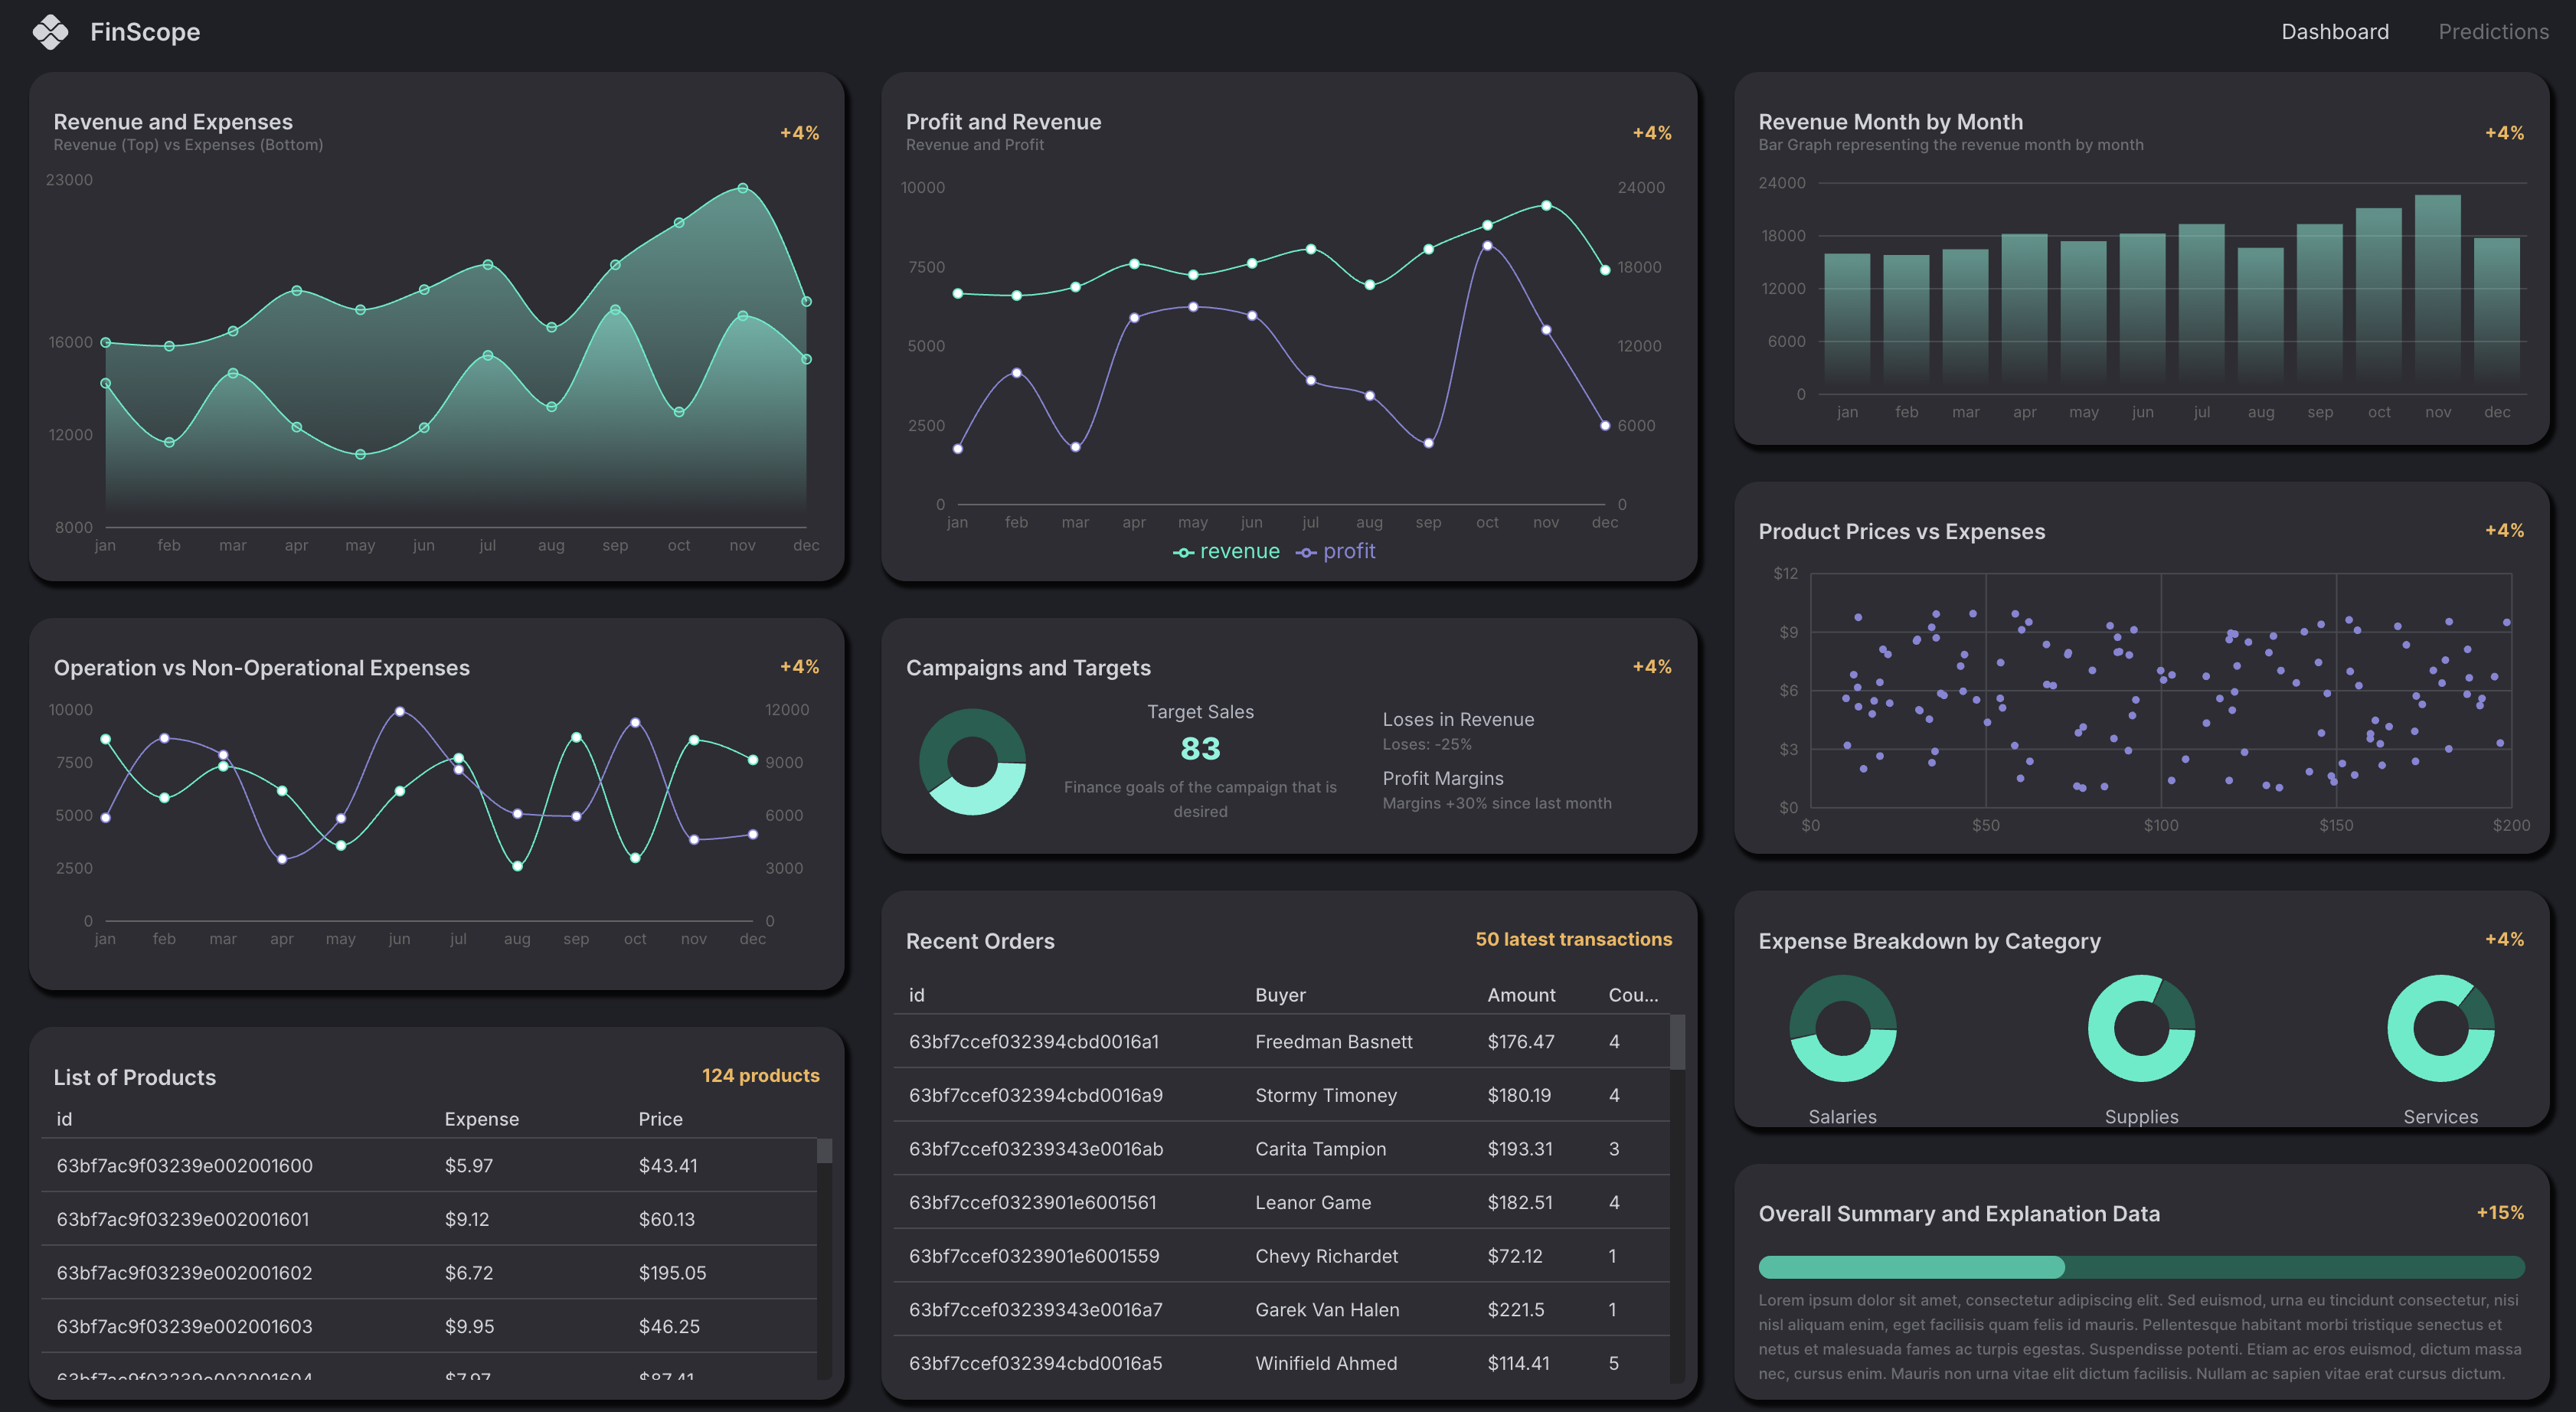 FinScope
Dashboard Predictions
Revenue and Expenses
+4%
Revenue (Top) vs Expenses (Bottom)
23000
16000
12000
8000
jan feb mar apr may jun jul aug sep oct nov dec
Operation vs Non-Operational Expenses
+4%
10000 12000
7500 9000
5000 6000
2500 3000
0 0
jan feb mar apr may jun jul aug sep oct nov dec
List of Products
124 products
id Expense Price
63bf7ac9f03239e002001600 $5.97 $43.41
63bf7ac9f03239e002001601 $9.12 $60.13
63bf7ac9f03239e002001602 $6.72 $195.05
63bf7ac9f03239e002001603 $9.95 $46.25
63bf7ac9f03239e002001604 $7.97 $87.41
Profit and Revenue
+4%
Revenue and Profit
10000 24000
7500 18000
5000 12000
2500 6000
0 0
jan feb mar apr may jun jul aug sep oct nov dec
revenue profit
Campaigns and Targets
+4%
Target Sales
83
Finance goals of the campaign that is
desired
Loses in Revenue
Loses: -25%
Profit Margins
Margins +30% since last month
Recent Orders
50 latest transactions
id Buyer Amount Cou...
63bf7ccef032394cbd0016a1 Freedman Basnett $176.47 4
63bf7ccef032394cbd0016a9 Stormy Timoney $180.19 4
63bf7ccef03239343e0016ab Carita Tampion $193.31 3
63bf7ccef0323901e6001561 Leanor Game $182.51 4
63bf7ccef0323901e6001559 Chevy Richardet $72.12 1
63bf7ccef03239343e0016a7 Garek Van Halen $221.5 1
63bf7ccef032394cbd0016a5 Winifield Ahmed $114.41 5
Revenue Month by Month
+4%
Bar Graph representing the revenue month by month
24000
18000
12000
6000
0
jan feb mar apr may jun jul aug sep oct nov dec
Product Prices vs Expenses
+4%
$12
$9
$6
$3
$0
$0 $50 $100 $150 $200
Expense Breakdown by Category
+4%
Salaries Supplies Services
Overall Summary and Explanation Data
+15%
Lorem ipsum dolor sit amet, consectetur adipiscing elit. Sed euismod, urna eu tincidunt consectetur, nisi
nisl aliquam enim, eget facilisis quam felis id mauris. Pellentesque habitant morbi tristique senectus et
netus et malesuada fames ac turpis egestas. Suspendisse potenti. Etiam ac eros euismod, dictum massa
nec, cursus enim. Mauris non urna vitae elit dictum facilisis. Nullam ac sapien vitae erat cursus dictum.